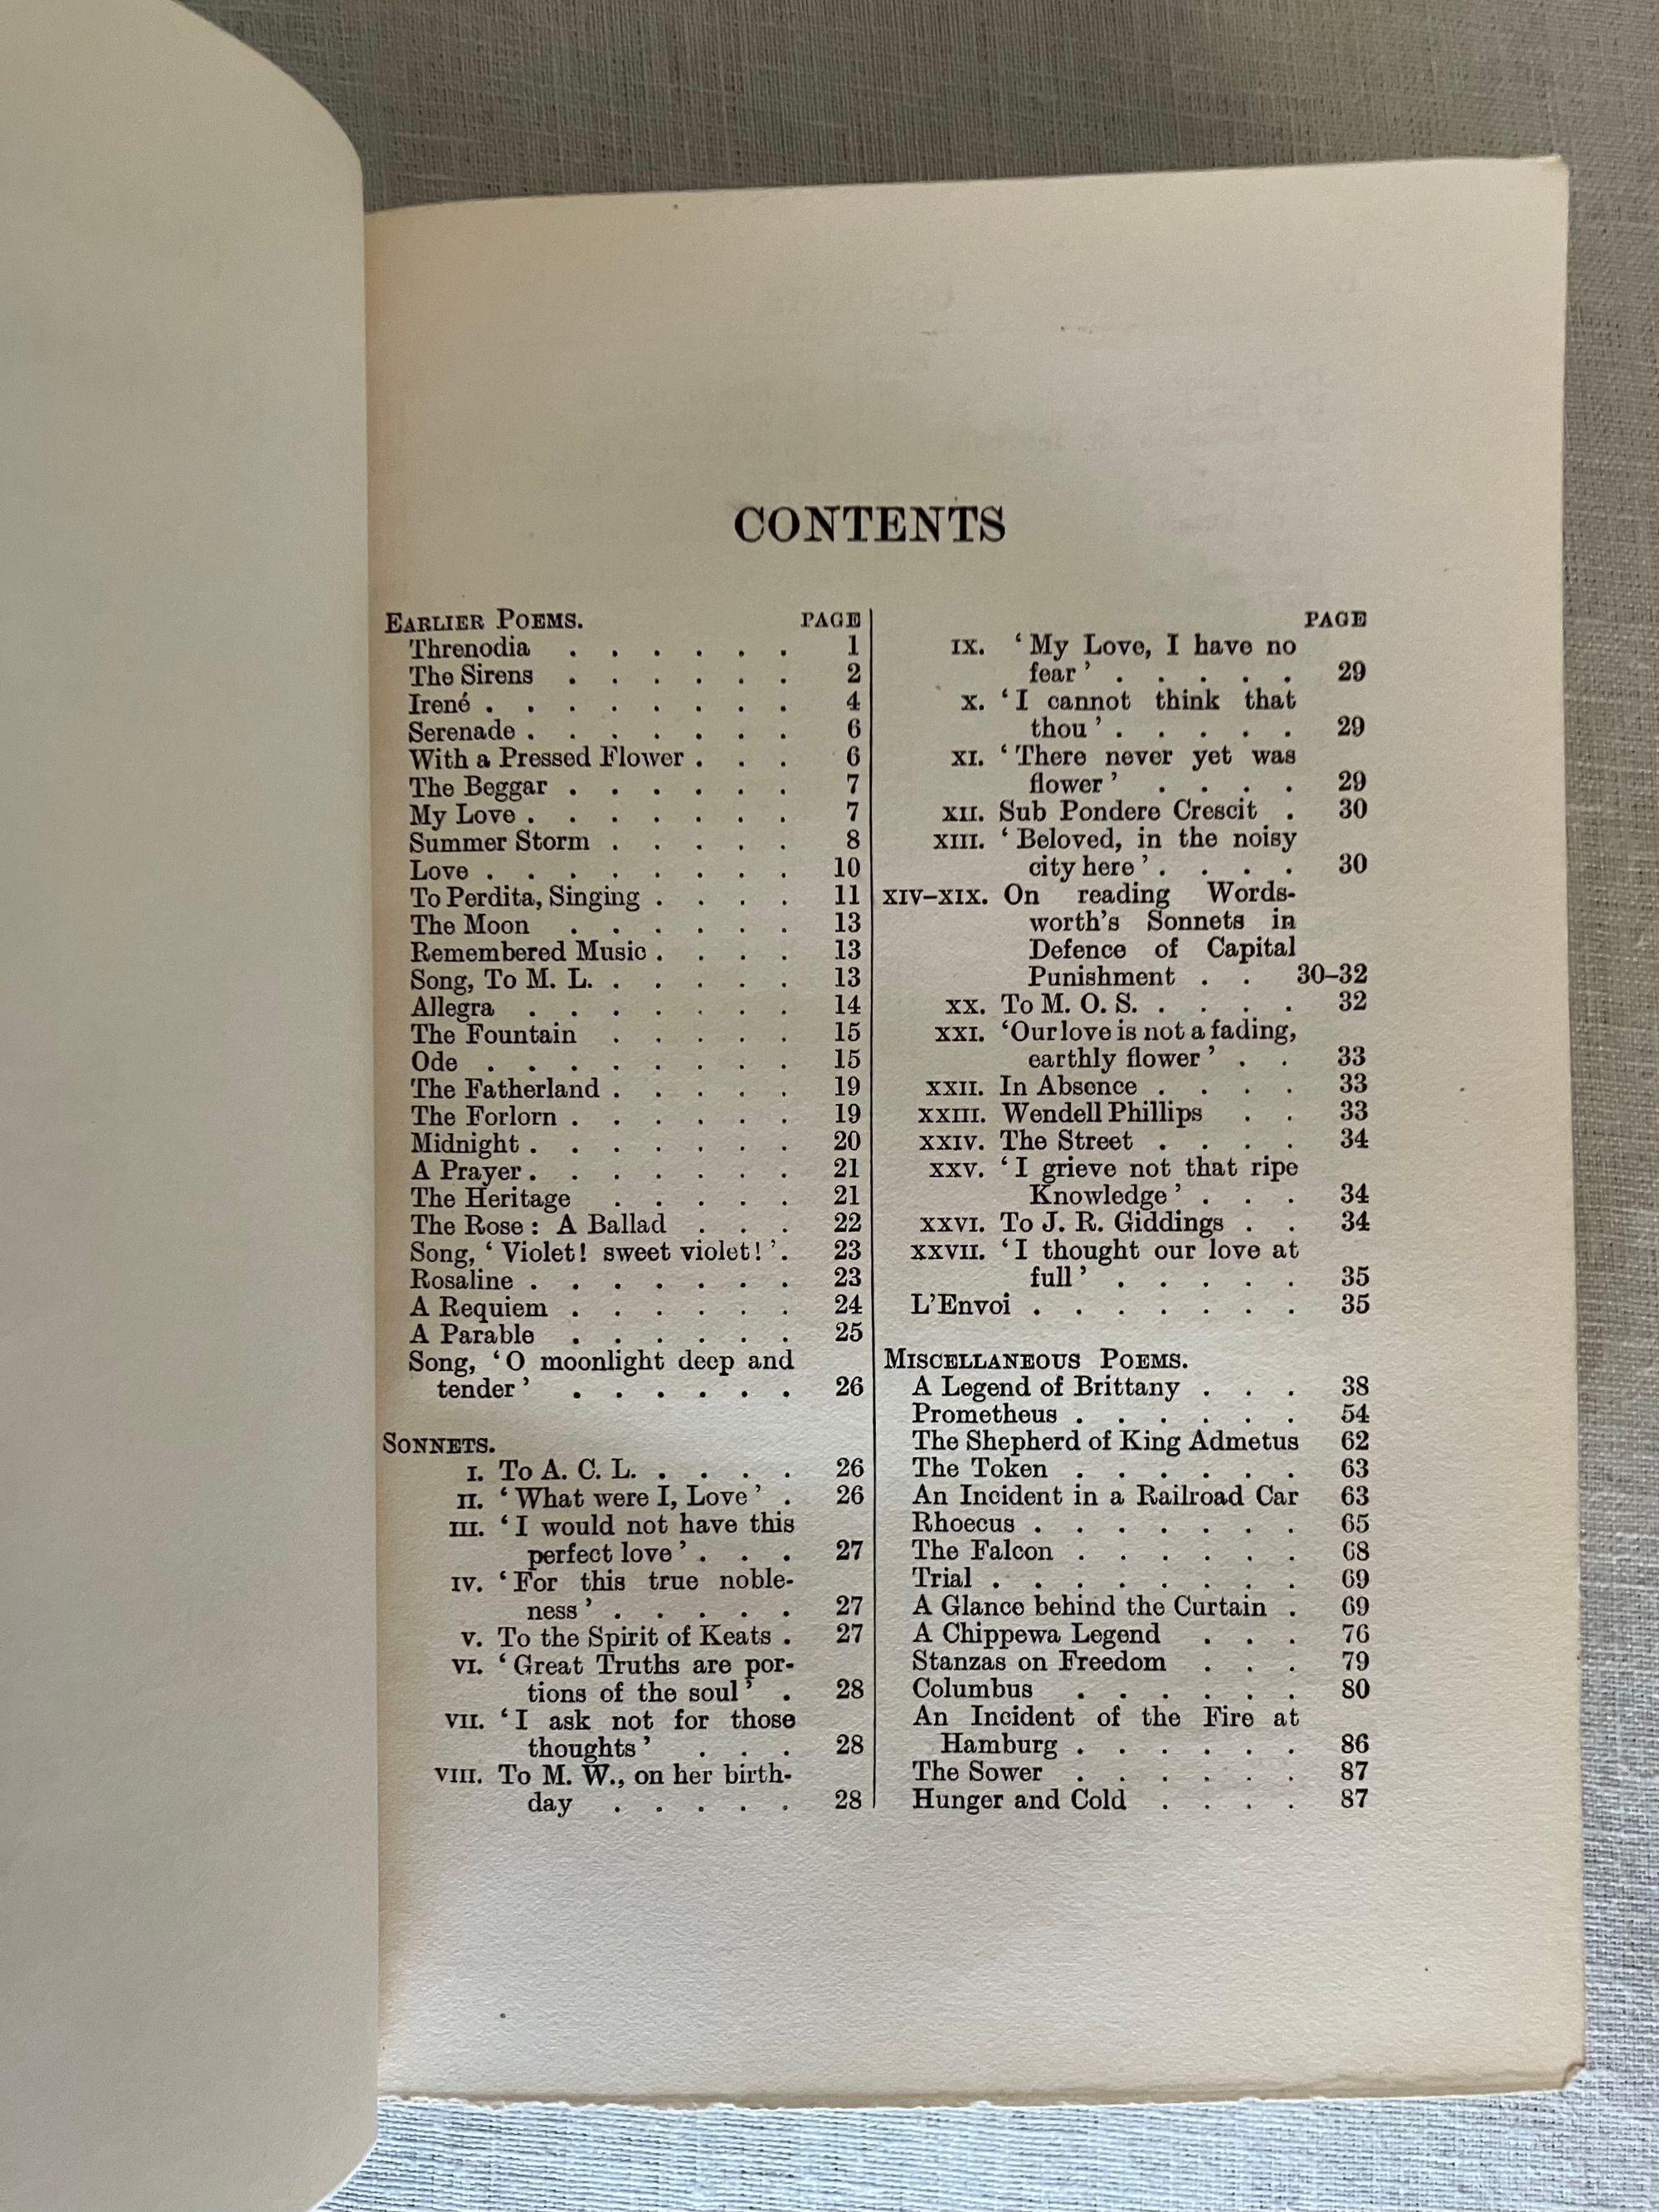 CONTENTS
EARLIER POEMS. PAGE
Threnodia . . . . . . 1
The Sirens . . . . . . 2
Irené . . . . . . . . 4
Serenade . . . . . . . 6
With a Pressed Flower . . . 6
The Beggar . . . . . . 7
My Love . . . . . . . 7
Summer Storm . . . . . 8
Love . . . . . . . . 10
To Perdita, Singing . . . . 11
The Moon . . . . . . 13
Remembered Music . . . . 13
Song, To M. L. . . . . . 13
Allegra . . . . . . . 14
The Fountain . . . . . 15
Ode . . . . . . . . 15
The Fatherland . . . . . 19
The Forlorn . . . . . . 19
Midnight . . . . . . . 20
A Prayer . . . . . . . 21
The Heritage . . . . . 21
The Rose : A Ballad . . . 22
Song, ‘ Violet! sweet violet! ’ . 23
Rosaline . . . . . . . 23
A Requiem . . . . . . 24
A Parable . . . . . . 25
Song, ‘ O moonlight deep and
tender ’ . . . . . . 26
SONNETS.
I. To A. C. L. . . . . 26
II. ‘ What were I, Love ’ . 26
III. ‘ I would not have this
perfect love ’ . . . 27
IV. ‘ For this true noble-
ness ’ . . . . . 27
V. To the Spirit of Keats . 27
VI. ‘ Great Truths are por-
tions of the soul ’ . 28
VII. ‘ I ask not for those
thoughts ’ . . . 28
VIII. To M. W., on her birth-
day . . . . . 28
PAGE
IX. ‘ My Love, I have no
fear ’ . . . . . 29
X. ‘ I cannot think that
thou ’ . . . . . 29
XI. ‘ There never yet was
flower ’ . . . . 29
XII. Sub Pondere Crescit . 30
XIII. ‘ Beloved, in the noisy
city here ’ . . . . 30
XIV–XIX. On reading Words-
worth's Sonnets in
Defence of Capital
Punishment . . 30–32
XX. To M. O. S. . . . . 32
XXI. ‘Our love is not a fading,
earthly flower ’ . . 33
XXII. In Absence . . . . 33
XXIII. Wendell Phillips . . 33
XXIV. The Street . . . . 34
XXV. ‘ I grieve not that ripe
Knowledge ’ . . . 34
XXVI. To J. R. Giddings . . 34
XXVII. ‘ I thought our love at
full ’ . . . . . 35
L'Envoi . . . . . . . 35
MISCELLANEOUS POEMS.
A Legend of Brittany . . . 38
Prometheus . . . . . . 54
The Shepherd of King Admetus 62
The Token . . . . . . 63
An Incident in a Railroad Car 63
Rhoecus . . . . . . . 65
The Falcon . . . . . . 68
Trial . . . . . . . . 69
A Glance behind the Curtain . 69
A Chippewa Legend . . . 76
Stanzas on Freedom . . . 79
Columbus . . . . . . 80
An Incident of the Fire at
Hamburg . . . . . . 86
The Sower . . . . . . 87
Hunger and Cold . . . . 87